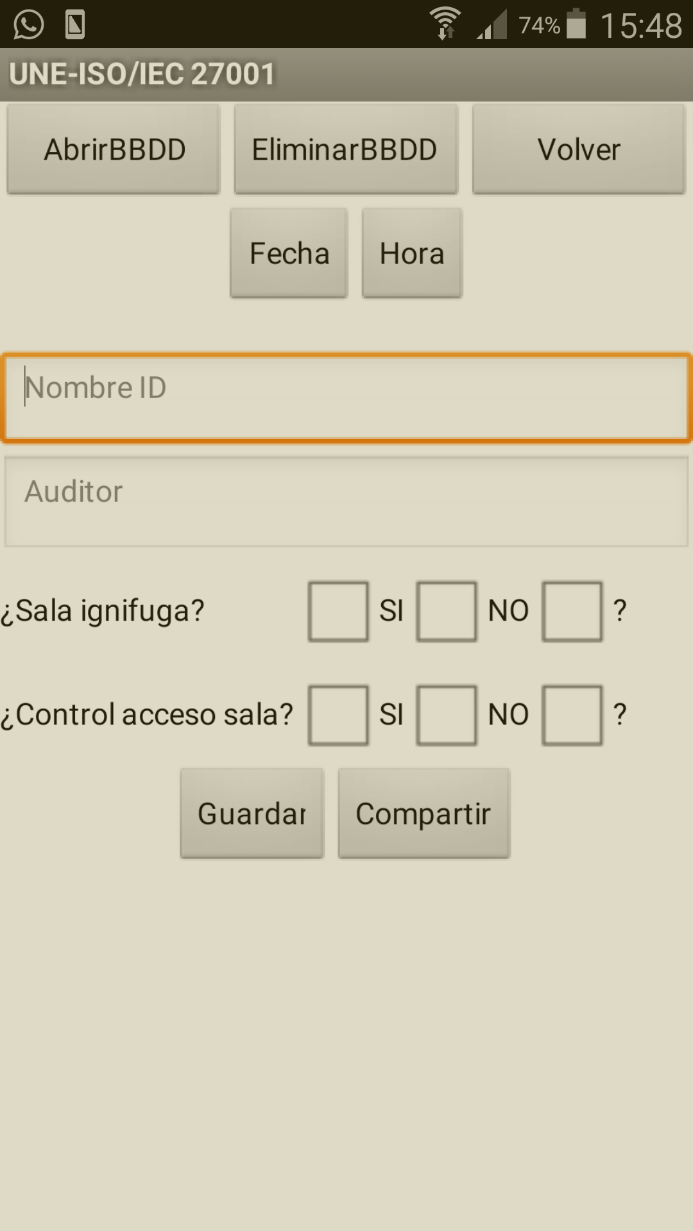 74% 15:48
UNE-ISO/IEC 27001
AbrirBBDD EliminarBBDD Volver
Fecha Hora
Nombre ID
Auditor
¿Sala ignifuga? SI NO ?
¿Control acceso sala? SI NO ?
Guardar Compartir